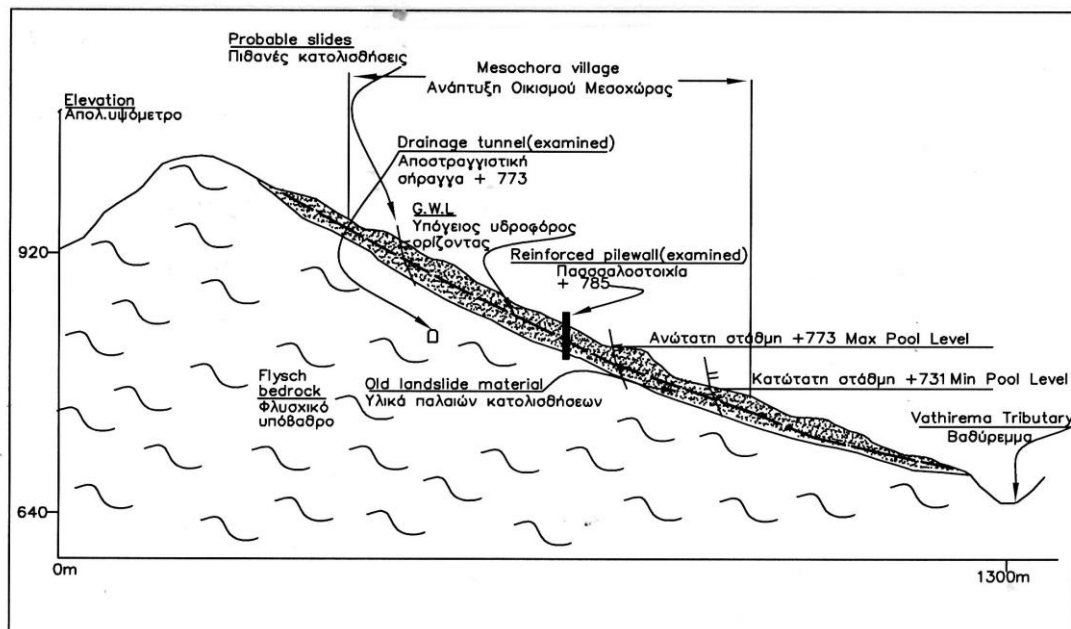 Probable slides
Πιθανές κατολισθήσεις
Mesochora village
Ανάπτυξη Οικισμού Μεσοχώρας
Elevation
Απολ.υψόμετρο
Drainage tunnel(examined)
Αποστραγγιστική
σήραγγα + 773
G.W.L
Υπόγειος υδροφόρος
ορίζοντας
920
Reinforced pilewall(examined)
Πασσαλοστοιχία
+ 785
Ανώτατη στάθμη +773 Max Pool Level
Flysch
bedrock
Φλυσχικό
υπόβαθρο
Old landslide material
Υλικά παλαιών κατολισθήσεων
Κατώτατη στάθμη +731 Min Pool Level
Vathirema Tributary
Βαθύρεμμα
640
0m
1300m